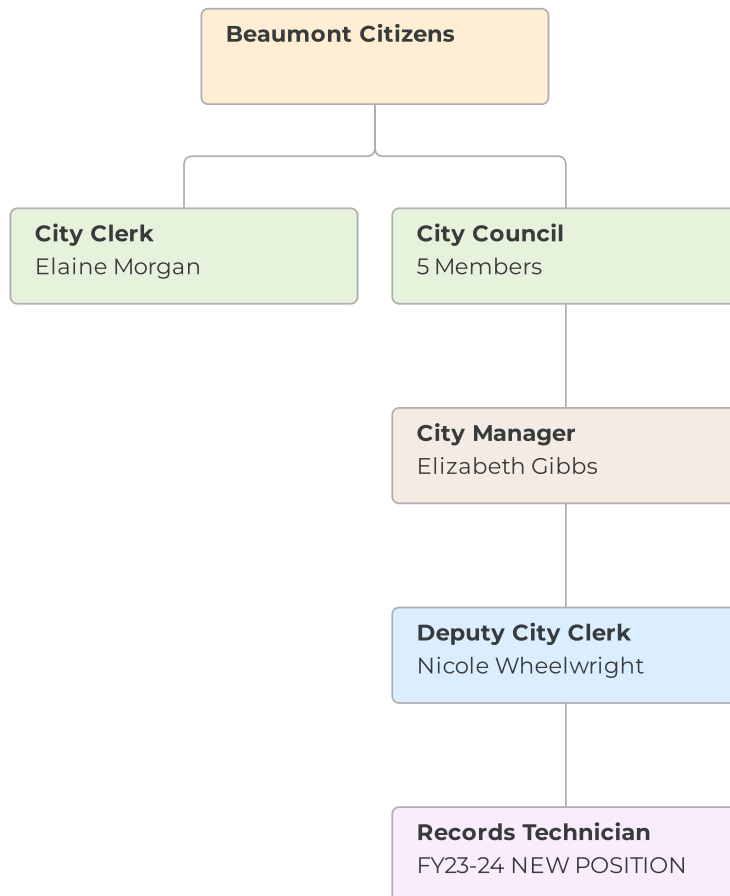 Beaumont Citizens
City Clerk
Elaine Morgan
City Council
5 Members
City Manager
Elizabeth Gibbs
Deputy City Clerk
Nicole Wheelwright
Records Technician
FY23-24 NEW POSITION